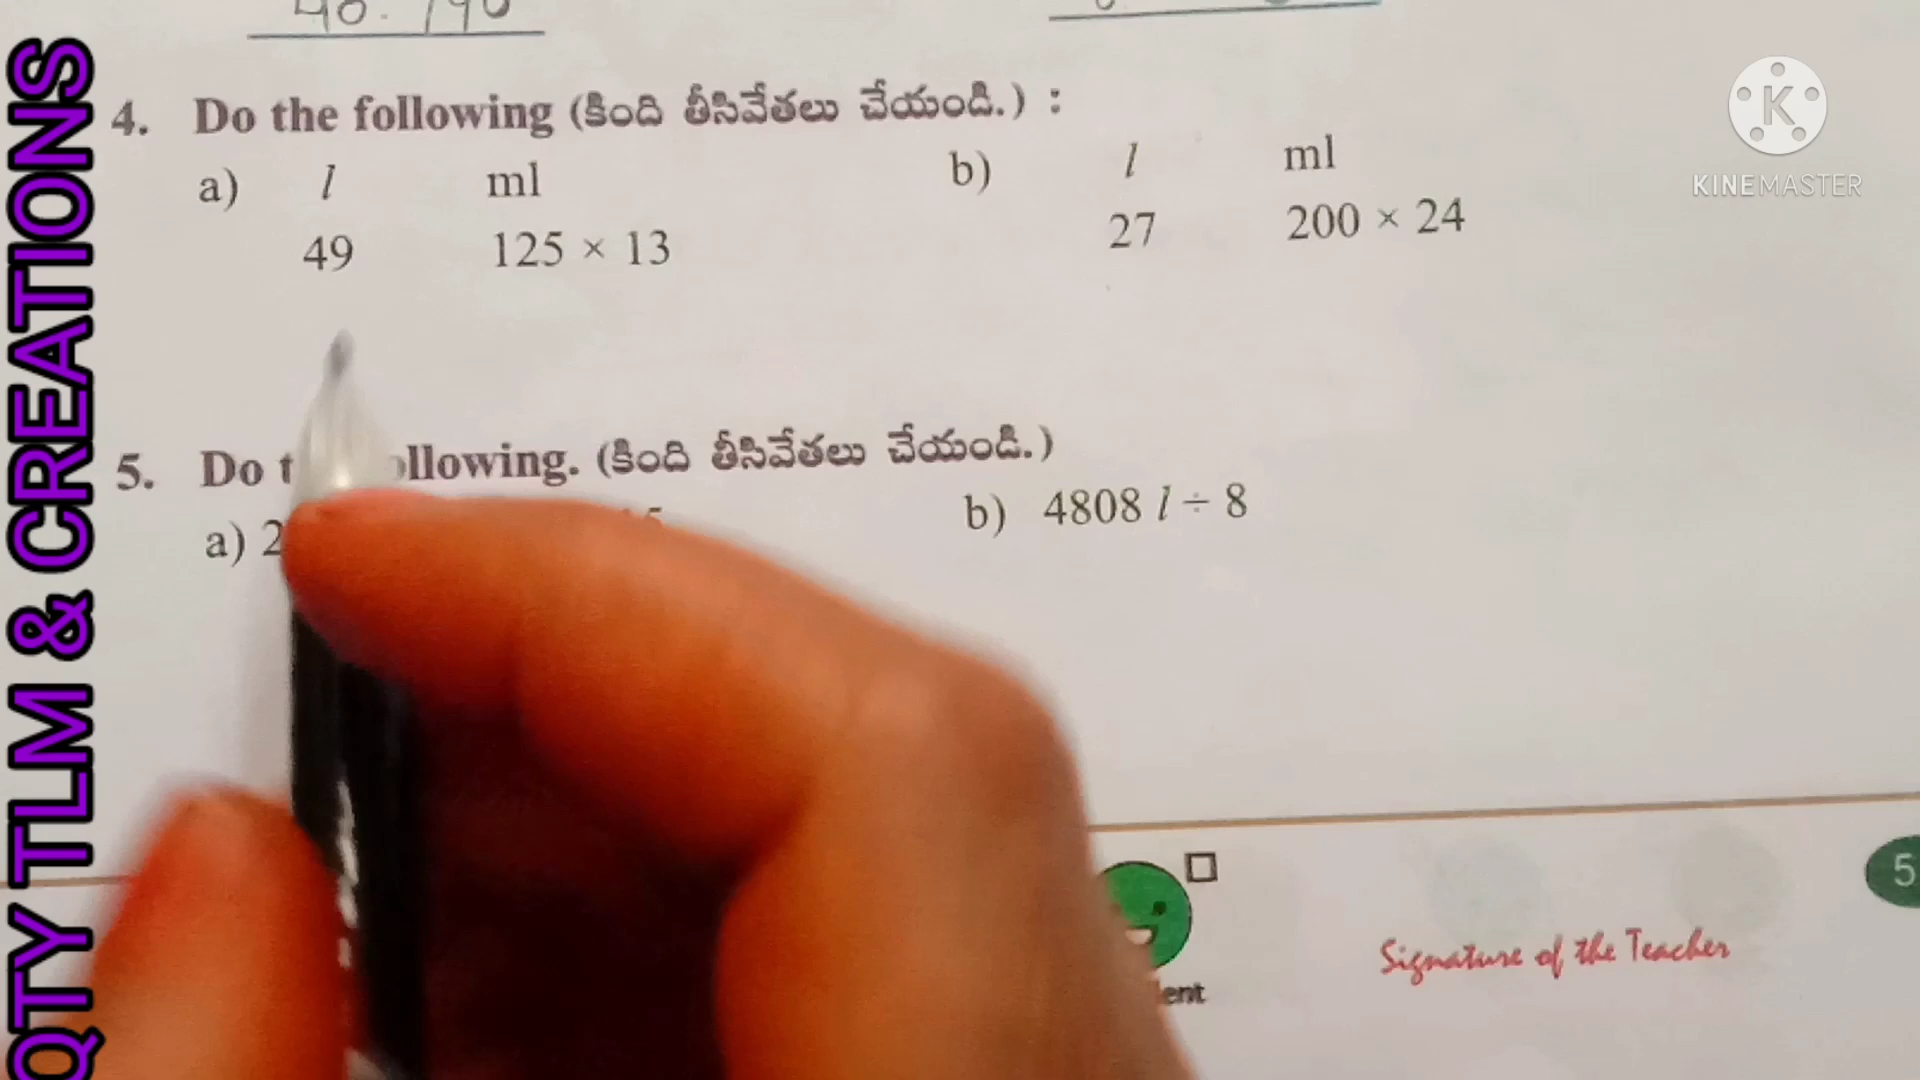 QTY TLM & CREATIONS
KINEMASTER
4. Do the following (కింది తీసివేతలు చేయండి.) :
a) l ml
49 125 × 13
b) l ml
27 200 × 24
5. Do llowing. (కింది తీసివేతలు చేయండి.)
a) 2
b) 4808 l ÷ 8
5
Signature of the Teacher